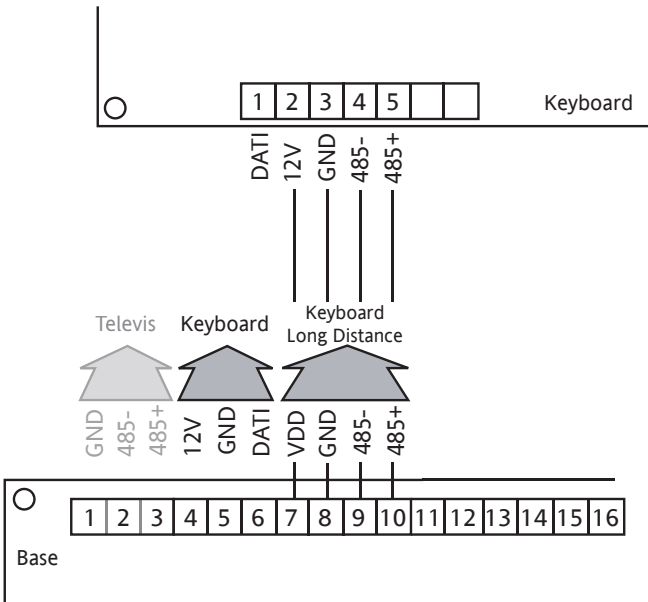 1 2 3 4 5 Keyboard
DATI 12V GND 485- 485+
Televis Keyboard Keyboard
Long Distance
GND 485- 485+ 12V GND DATI VDD GND 485- 485+
1 2 3 4 5 6 7 8 9 10 11 12 13 14 15 16
Base